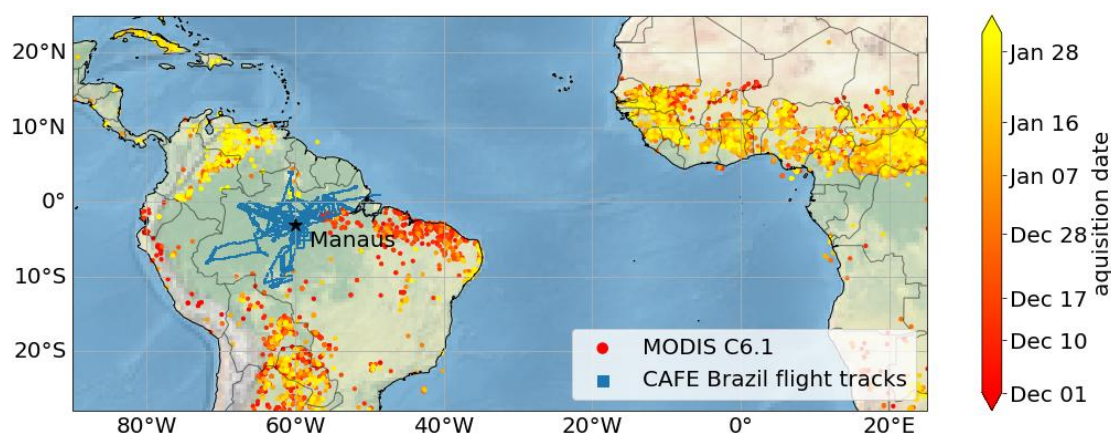 20°N
10°N
0°
10°S
20°S
80°W
60°W
40°W
20°W
0°
20°E
Manaus
MODIS C6.1
CAFE Brazil flight tracks
Jan 28
Jan 16
Jan 07
Dec 28
Dec 17
Dec 10
Dec 01
aquisition date